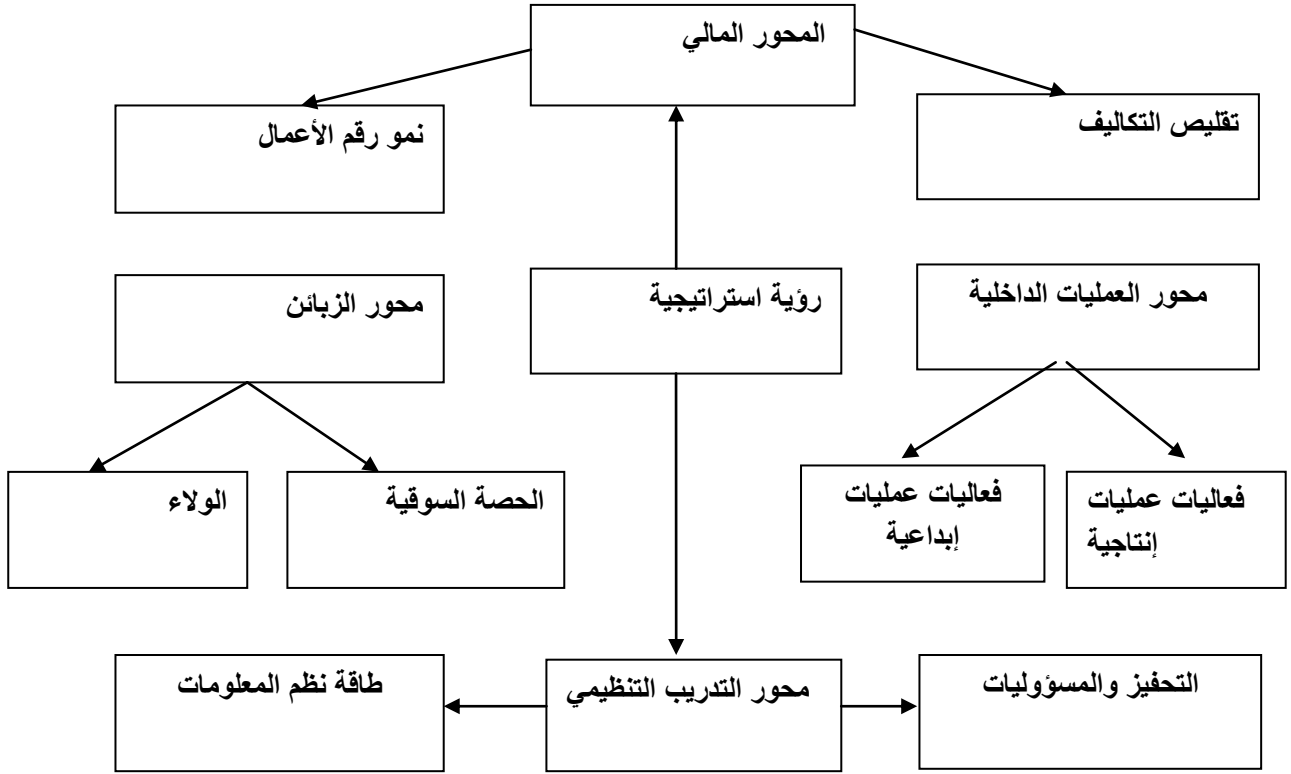 المحور المالي
تقليص التكاليف
نمو رقم الأعمال
محور العمليات الداخلية
رؤية استراتيجية
محور الزبائن
فعاليات عمليات
إنتاجية
فعاليات عمليات
إبداعية
الحصة السوقية
الولاء
التحفيز والمسؤوليات
محور التدريب التنظيمي
طاقة نظم المعلومات